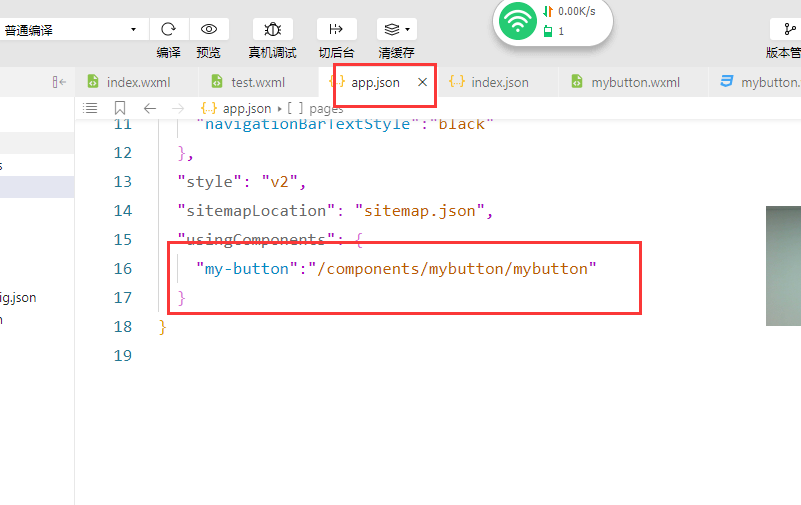 0.00K/s
1
普通编译
编译 预览 真机调试 切后台 清缓存 版本管
index.wxml test.wxml {..} app.json × {..} index.json mybutton.wxml mybutton.
{..} app.json ▸ [ ] pages
11 "navigationBarTextStyle":"black"
12 },
13 "style": "v2",
14 "sitemapLocation": "sitemap.json",
15 "usingComponents": {
16 "my-button":"/components/mybutton/mybutton"
17 }
18 }
19
s
ig.json